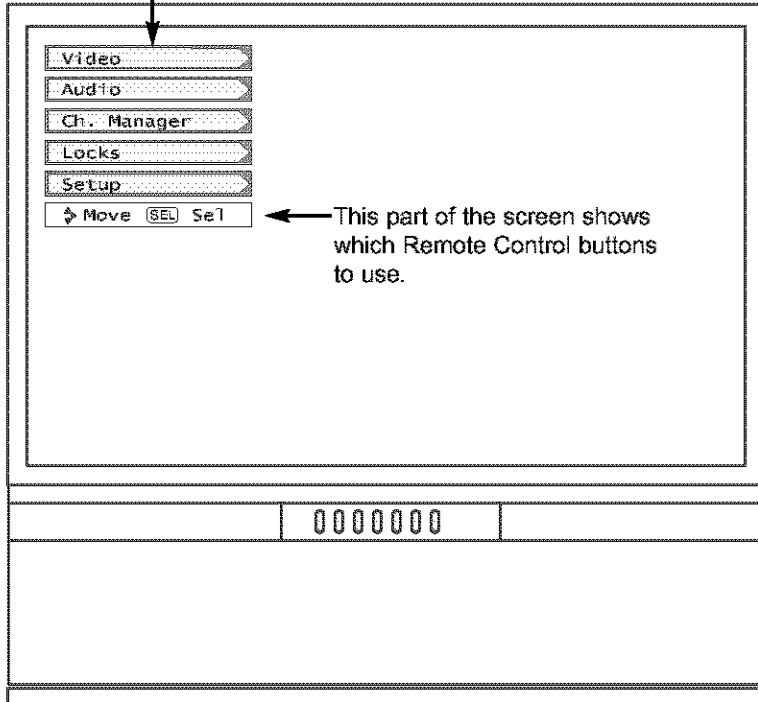 Video
Audio
Ch. Manager
Locks
Setup
Move SEL Sel
This part of the screen shows
which Remote Control buttons
to use.